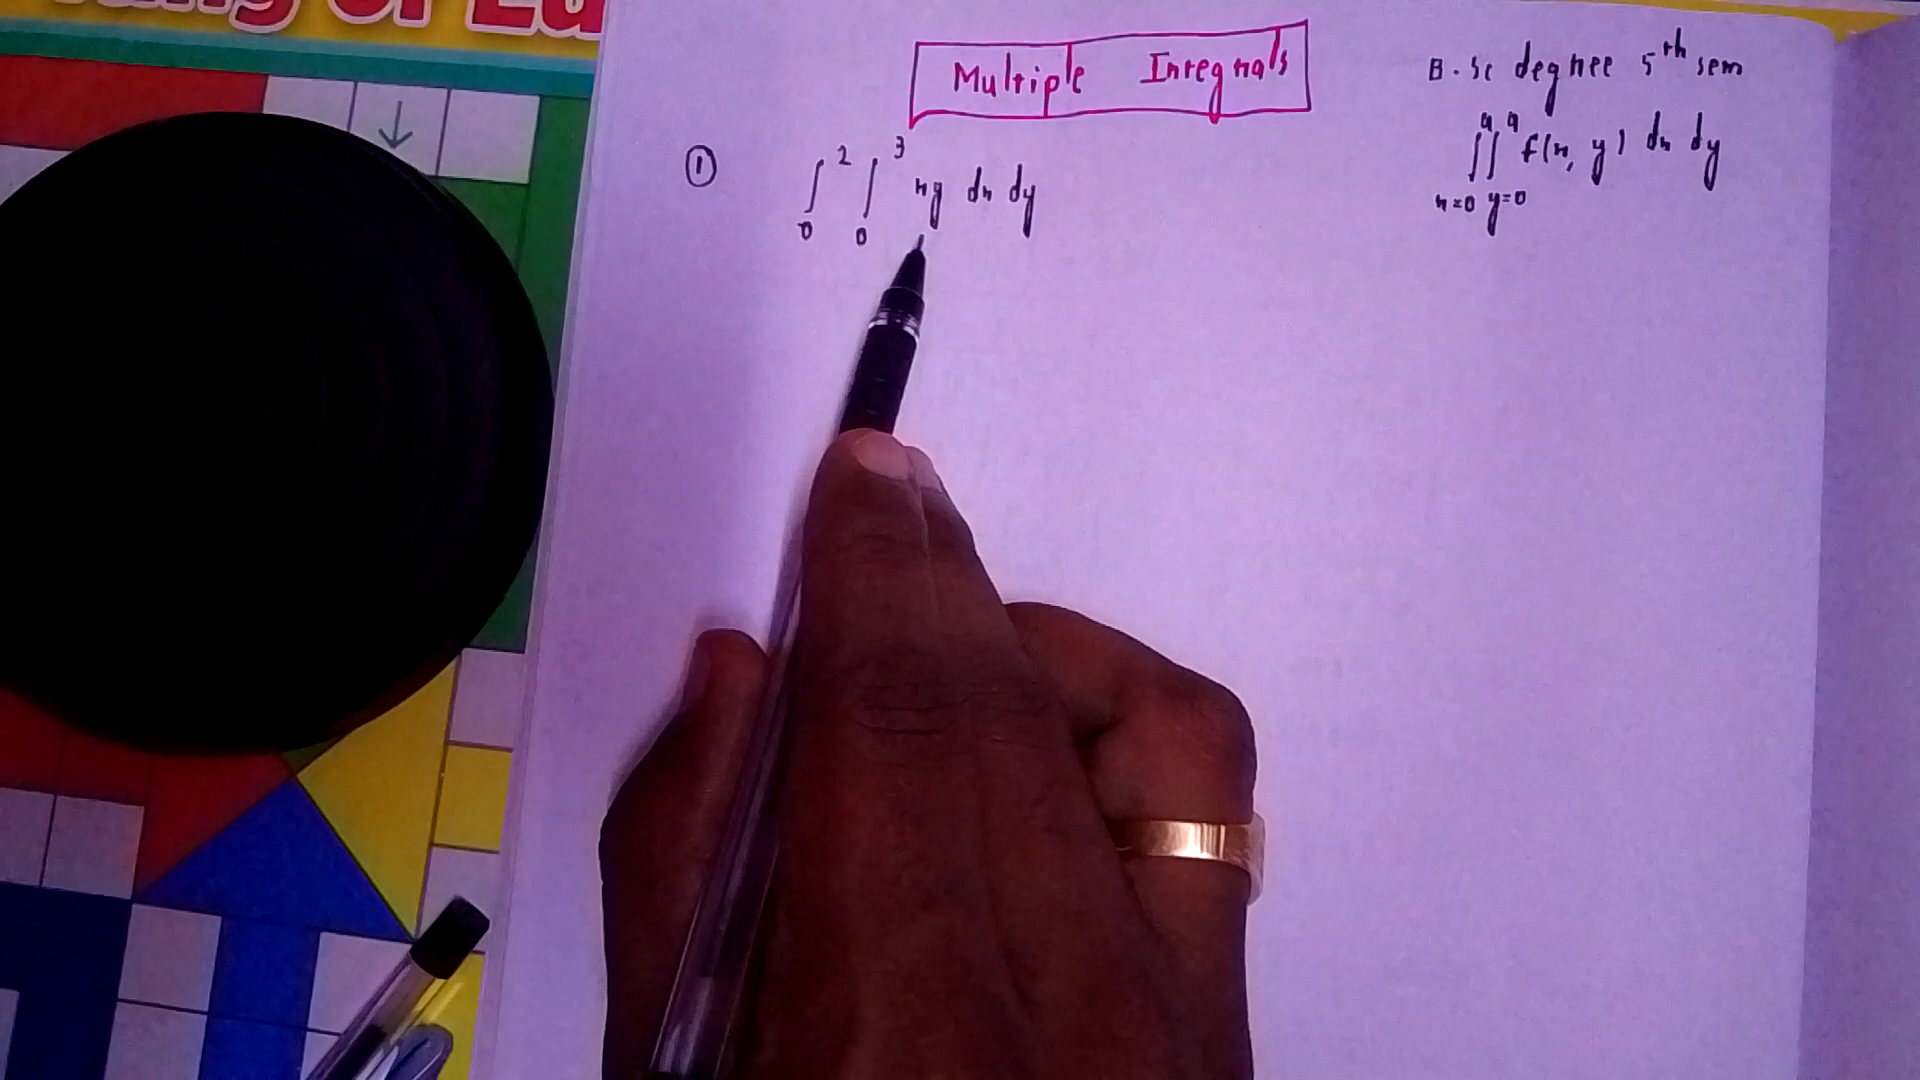 Multiple Integrals
B.Sc degree 5th sem
∫∫ f(x, y) dx dy
x=0 y=0
① ∫₀² ∫₀³ xy dx dy